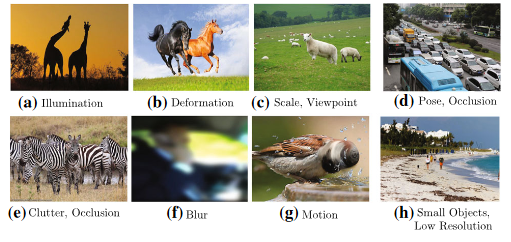 (a) Illumination
(b) Deformation
(c) Scale, Viewpoint
(d) Pose, Occlusion
(e) Clutter, Occlusion
(f) Blur
(g) Motion
(h) Small Objects,
Low Resolution